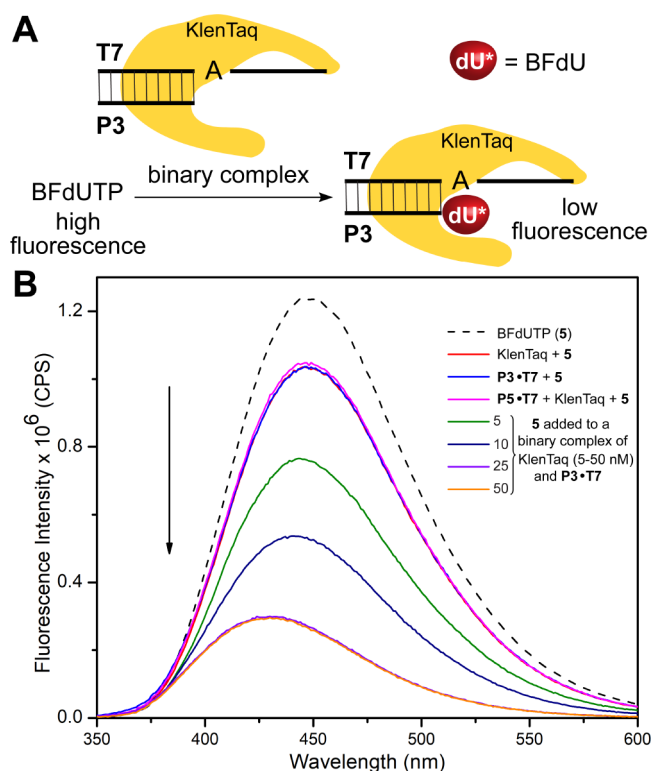 A
KlenTaq
T7
A
P3
dU* = BFdU
BFdUTP
high
fluorescence
binary complex
KlenTaq
T7
A
dU*
P3
low
fluorescence
B
Fluorescence Intensity x 10⁶ (CPS)
1.2
0.8
0.4
0.0
BFdUTP (5)
KlenTaq + 5
P3•T7 + 5
P5•T7 + KlenTaq + 5
5
10
25
50
5 added to a
binary complex of
KlenTaq (5-50 nM)
and P3•T7
350 400 450 500 550 600
Wavelength (nm)